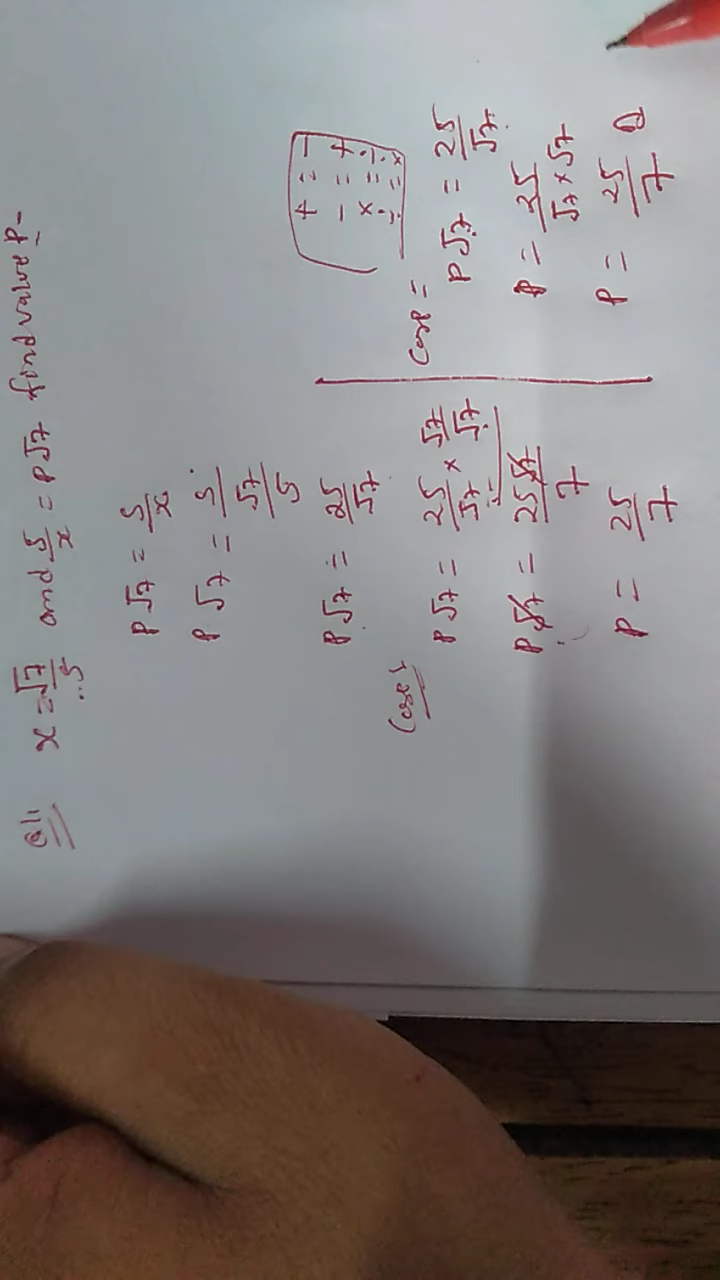 Q1. x = √7/5 and 5/x = P√7 find value P-
P√7 = 5/x
P√7 = 5/(√7/5)
P√7 = 25/√7
Case 1
P√7 = 25/√7 × √7/√7
P√7 = 25√7/7
P = 25/7
+ = -
- = +
× = ÷
÷ = ×
Case =
P√7 = 25/√7
P = 25/(√7×√7)
P = 25/7